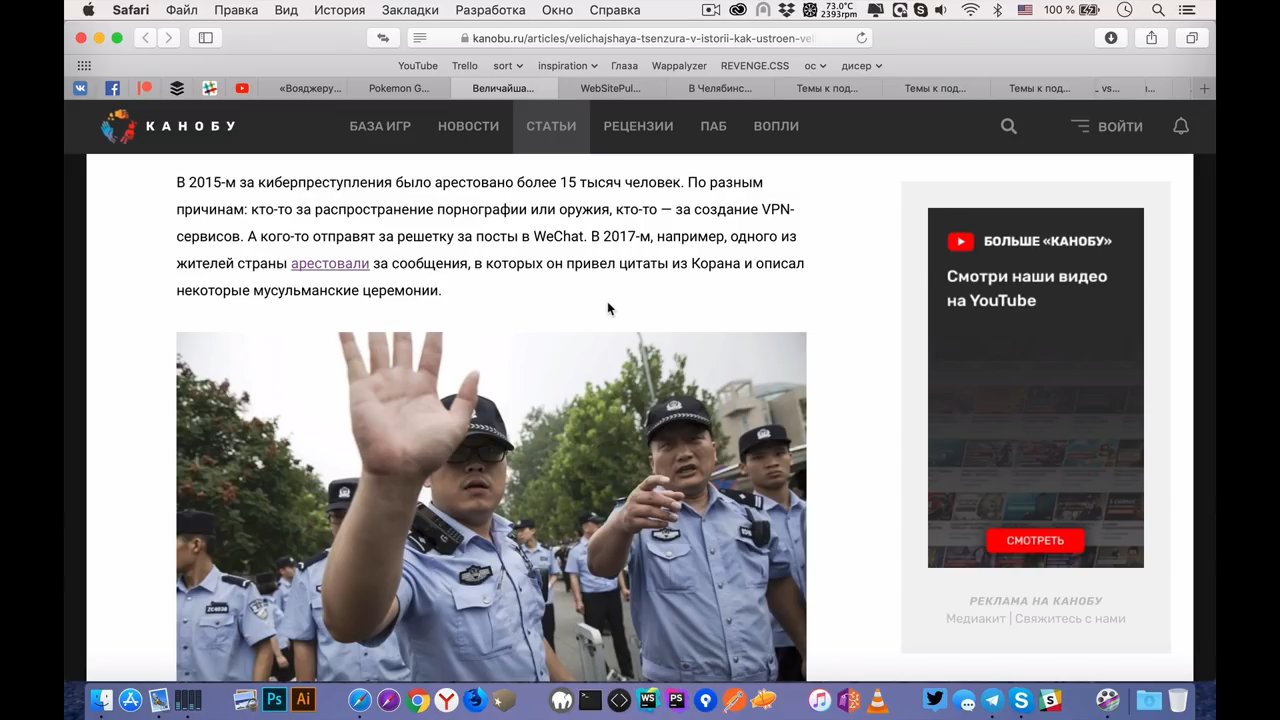 Safari Файл Правка Вид История Закладки Разработка Окно Справка 73.0°C 2393rpm 100 %
kanobu.ru/articles/velichajshaya-tsenzura-v-istorii-kak-ustroen-vel
YouTube Trello sort inspiration Глаза Wappalyzer REVENGE.CSS ос дисер
«Вояджеру... Pokemon G... Величайша... WebSitePul... В Челябинс... Темы к под... Темы к под... Темы к под... vs...
КАНОБУ БАЗА ИГР НОВОСТИ СТАТЬИ РЕЦЕНЗИИ ПАБ ВОПЛИ ВОЙТИ
В 2015-м за киберпреступления было арестовано более 15 тысяч человек. По разным
причинам: кто-то за распространение порнографии или оружия, кто-то — за создание VPN-
сервисов. А кого-то отправят за решетку за посты в WeChat. В 2017-м, например, одного из
жителей страны арестовали за сообщения, в которых он привел цитаты из Корана и описал
некоторые мусульманские церемонии.
БОЛЬШЕ «КАНОБУ»
Смотри наши видео
на YouTube
СМОТРЕТЬ
РЕКЛАМА НА КАНОБУ
Медиакит | Свяжитесь с нами
Ps Ai WS PS